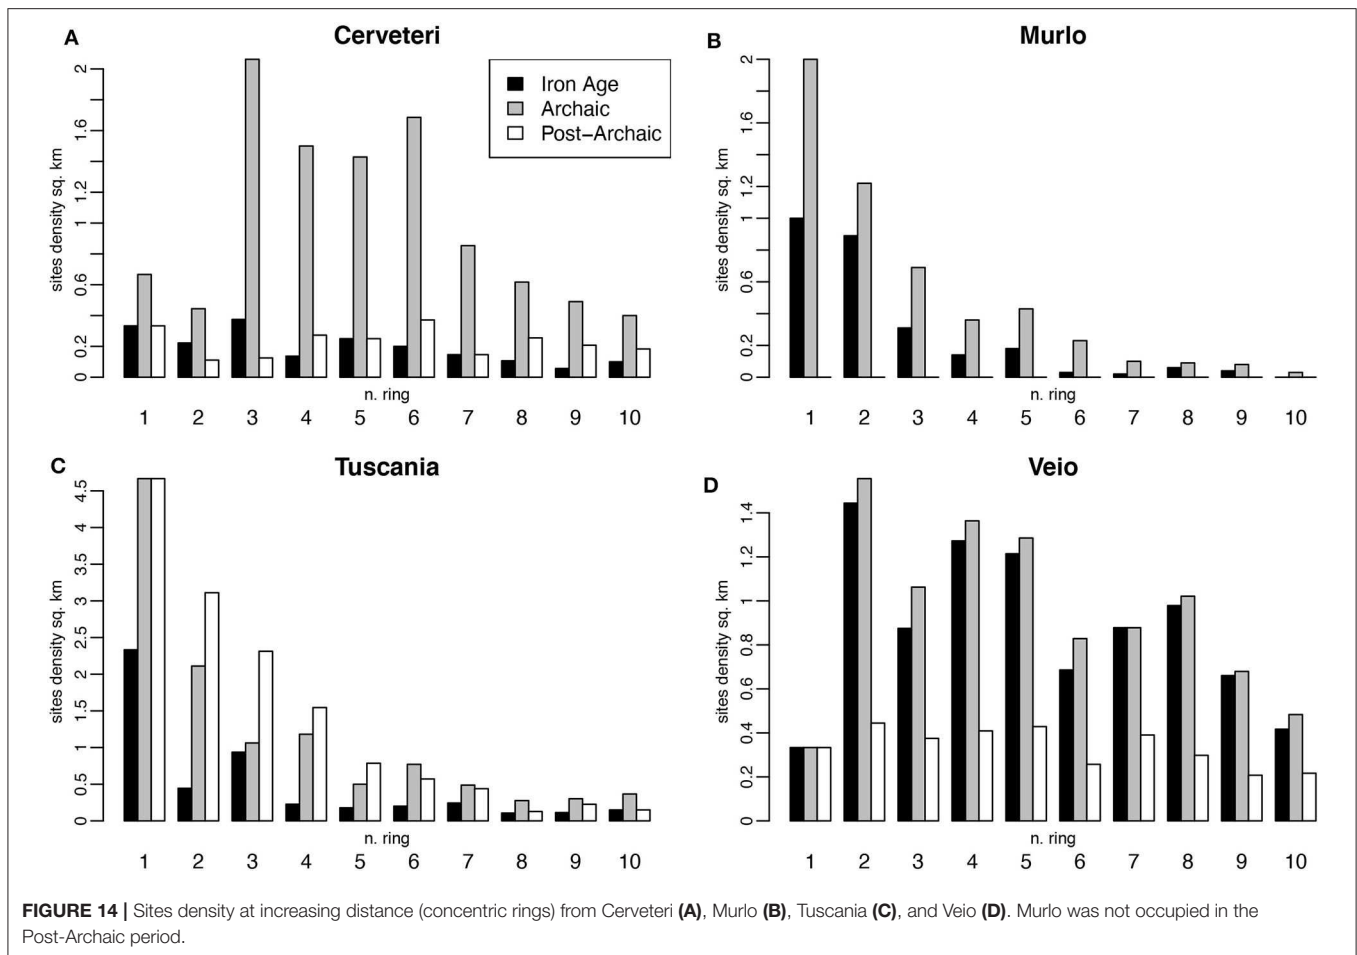 A
Cerveteri
sites density sq. km
0 0.2 0.6 1 1.2 1.6 2
Iron Age
Archaic
Post–Archaic
n. ring
1 2 3 4 5 6 7 8 9 10
B
Murlo
sites density sq. km
0 0.2 0.6 1 1.2 1.6 2
n. ring
1 2 3 4 5 6 7 8 9 10
C
Tuscania
sites density sq. km
0 0.5 1 1.5 2 2.5 3 3.5 4 4.5
n. ring
1 2 3 4 5 6 7 8 9 10
D
Veio
sites density sq. km
0 0.2 0.4 0.6 0.8 1 1.2 1.4
n. ring
1 2 3 4 5 6 7 8 9 10
FIGURE 14 | Sites density at increasing distance (concentric rings) from Cerveteri (A), Murlo (B), Tuscania (C), and Veio (D). Murlo was not occupied in the
Post-Archaic period.